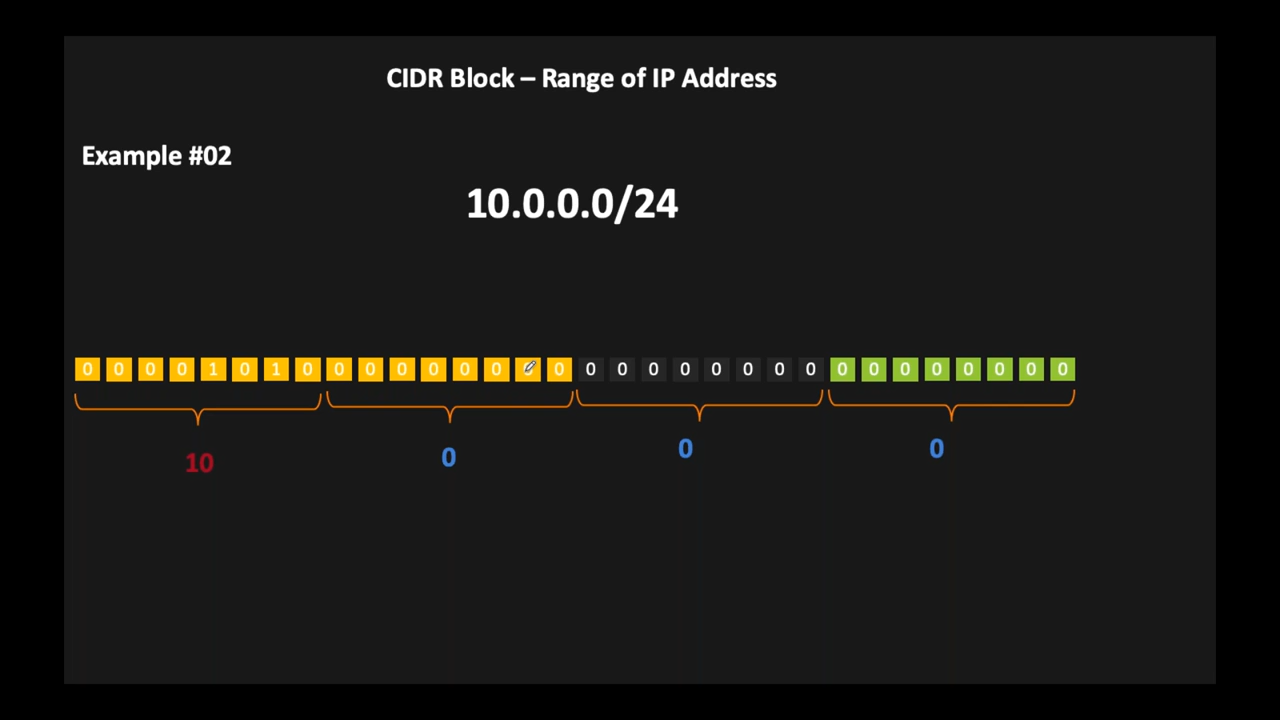 CIDR Block – Range of IP Address
Example #02
10.0.0.0/24
0 0 0 0 1 0 1 0 0 0 0 0 0 0 0 0 0 0 0 0 0 0 0 0 0 0 0 0 0 0 0
10 0 0 0